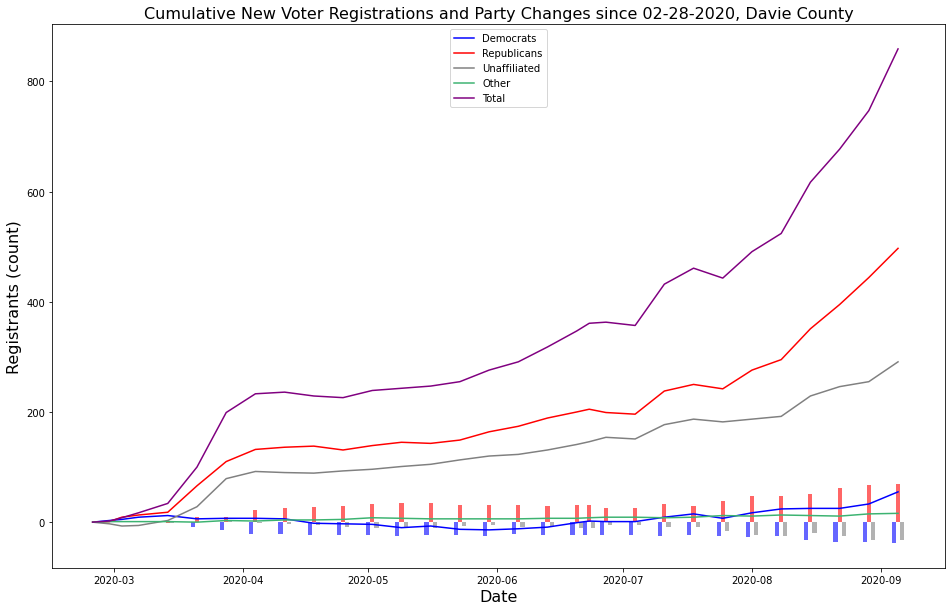 Cumulative New Voter Registrations and Party Changes since 02-28-2020, Davie County
Democrats
Republicans
Unaffiliated
Other
Total
Registrants (count)
800
600
400
200
0
2020-03 2020-04 2020-05 2020-06 2020-07 2020-08 2020-09
Date